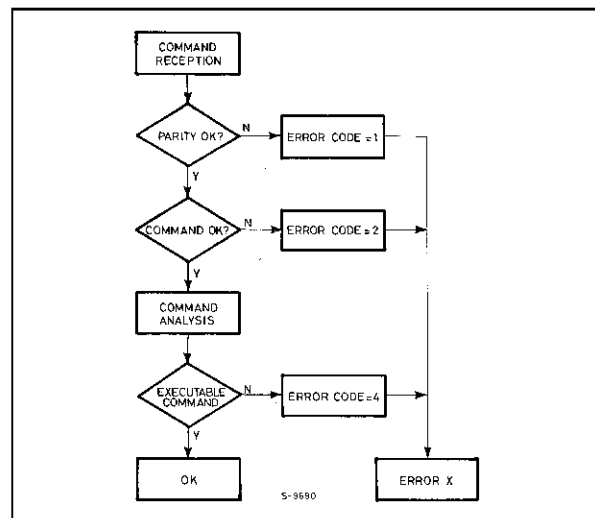 COMMAND
RECEPTION
PARITY OK?
N
ERROR CODE =1
Y
COMMAND OK?
N
ERROR CODE =2
Y
COMMAND
ANALYSIS
EXECUTABLE
COMMAND
N
ERROR CODE=4
Y
OK
S-9690
ERROR X